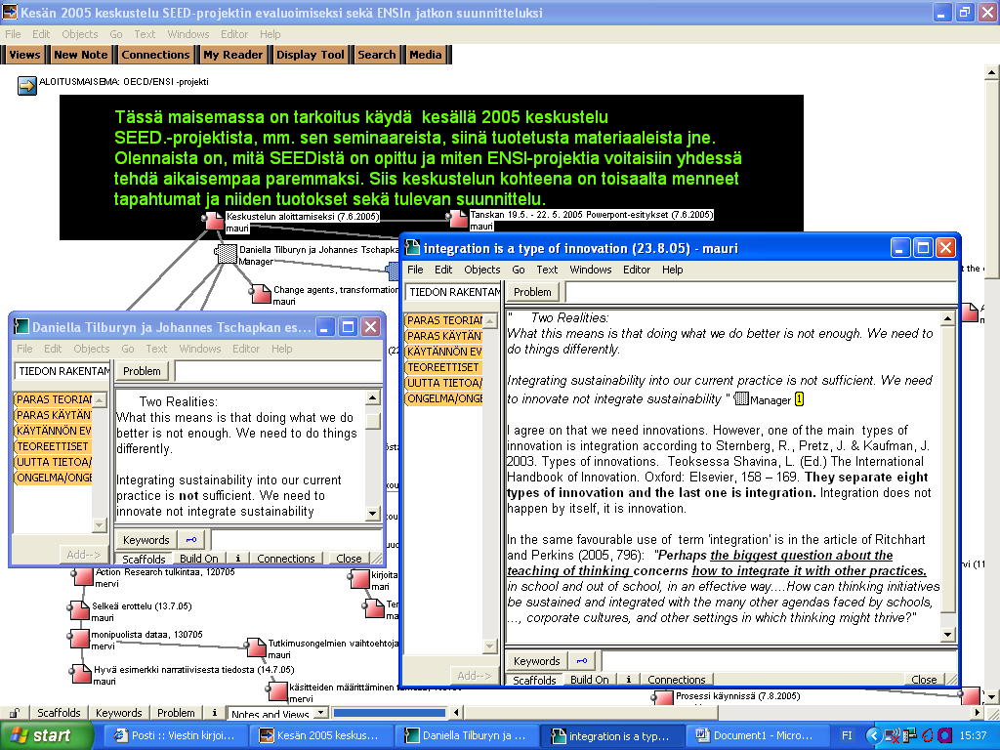 Kesän 2005 keskustelu SEED-projektin evaluoimiseksi sekä ENSIn jatkon suunnitteluksi
File Edit Objects Go Text Windows Editor Help
Views New Note Connections My Reader Display Tool Search Media
ALOITUSMAISEMA: OECD/ENSI -projekti
Tässä maisemassa on tarkoitus käydä kesällä 2005 keskustelu
SEED.-projektista, mm. sen seminaareista, siinä tuotetusta materiaaleista jne.
Olennaista on, mitä SEEDistä on opittu ja miten ENSI-projektia voitaisiin yhdessä
tehdä aikaisempaa paremmaksi. Siis keskustelun kohteena on toisaalta menneet
tapahtumat ja niiden tuotokset sekä tulevan suunnittelu.
Keskustelun aloittamiseksi (7.6.2005)
mauri
Tanskan 19.5. - 22. 5. 2005 Powerpont-esitykset (7.6.2005)
mauri
Daniella Tilburyn ja Johannes Tschapka
Manager
Change agents, transformation
mauri
Daniella Tilburyn ja Johannes Tschapkan es...
File Edit Objects Go Text Windows Editor Help
TIEDON RAKENTAM
Problem
PARAS TEORIAN
PARAS KÄYTÄN
KÄYTÄNNÖN EV
TEOREETTISET
UUTTA TIETOA/
ONGELMA/ONGE
Add-->
Two Realities:
What this means is that doing what we do
better is not enough. We need to do things
differently.
Integrating sustainability into our current
practice is not sufficient. We need to
innovate not integrate sustainability
Keywords
Scaffolds Build On i Connections Close
integration is a type of innovation (23.8.05) - mauri
File Edit Objects Go Text Windows Editor Help
TIEDON RAKENTAM
Problem
PARAS TEORIAN
PARAS KÄYTÄN
KÄYTÄNNÖN EV
TEOREETTISET
UUTTA TIETOA/
ONGELMA/ONGE
Add-->
" Two Realities:
What this means is that doing what we do better is not enough. We need to
do things differently.
Integrating sustainability into our current practice is not sufficient. We need
to innovate not integrate sustainability " Manager 1
I agree on that we need innovations. However, one of the main types of
innovation is integration according to Sternberg, R., Pretz, J. & Kaufman, J.
2003. Types of innovations. Teoksessa Shavina, L. (Ed.) The International
Handbook of Innovation. Oxford: Elsevier, 158 – 169. They separate eight
types of innovation and the last one is integration. Integration does not
happen by itself, it is innovation.
In the same favourable use of term 'integration' is in the article of Ritchhart
and Perkins (2005, 796): "Perhaps the biggest question about the
teaching of thinking concerns how to integrate it with other practices,
in school and out of school, in an effective way....How can thinking initiatives
be sustained and integrated with the many other agendas faced by schools,
..., corporate cultures, and other settings in which thinking might thrive?"
Keywords
Scaffolds Build On i Connections Close
Action Research tulkintaa, 120705
mervi
Selkeä erottelu (13.7.05)
mauri
monipuolista dataa, 130705
mervi
Hyvä esimerkki narratiivisesta tiedosta (14.7.05)
mauri
Tutkimusongelmien vaihtoehtoja
mauri
käsitteiden määrittäminen
mervi
kirjoita
mari
mauri
Prosessi käynnissä (7.8.2005)
mauri
Scaffolds Keywords Problem i Notes and Views
start
Posti :: Viestin kirjoi...
Kesän 2005 keskus...
Daniella Tilburyn ja ...
integration is a typ...
Document1 - Micro...
FI
15:37